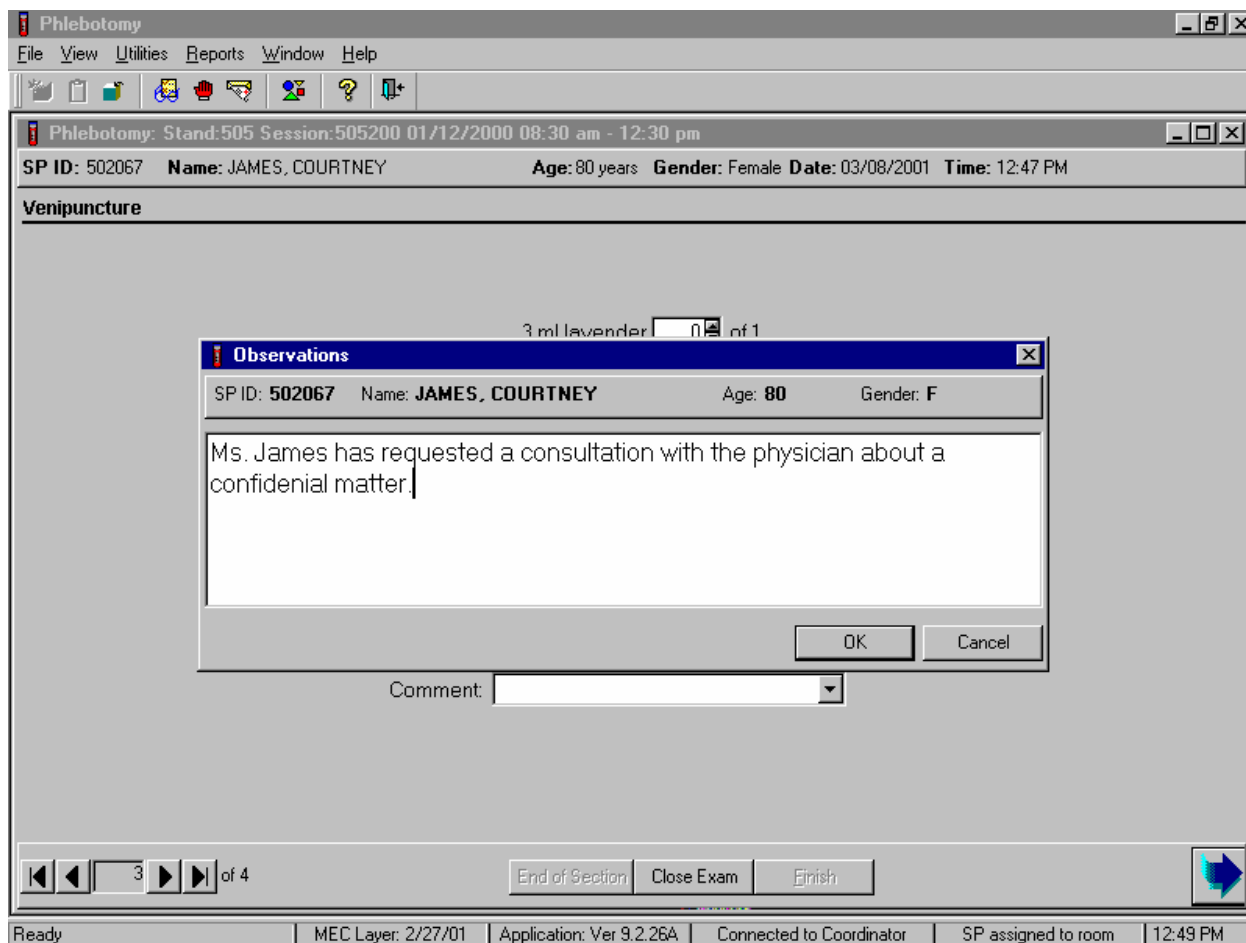 Phlebotomy
File View Utilities Reports Window Help
Phlebotomy: Stand:505 Session:505200 01/12/2000 08:30 am - 12:30 pm
SP ID: 502067 Name: JAMES, COURTNEY Age: 80 years Gender: Female Date: 03/08/2001 Time: 12:47 PM
Venipuncture
3 ml lavender 0 of 1
Observations
SP ID: 502067 Name: JAMES, COURTNEY Age: 80 Gender: F
Ms. James has requested a consultation with the physician about a
confidenial matter.
OK Cancel
Comment:
3 of 4 End of Section Close Exam Finish
Ready MEC Layer: 2/27/01 Application: Ver 9.2.26A Connected to Coordinator SP assigned to room 12:49 PM